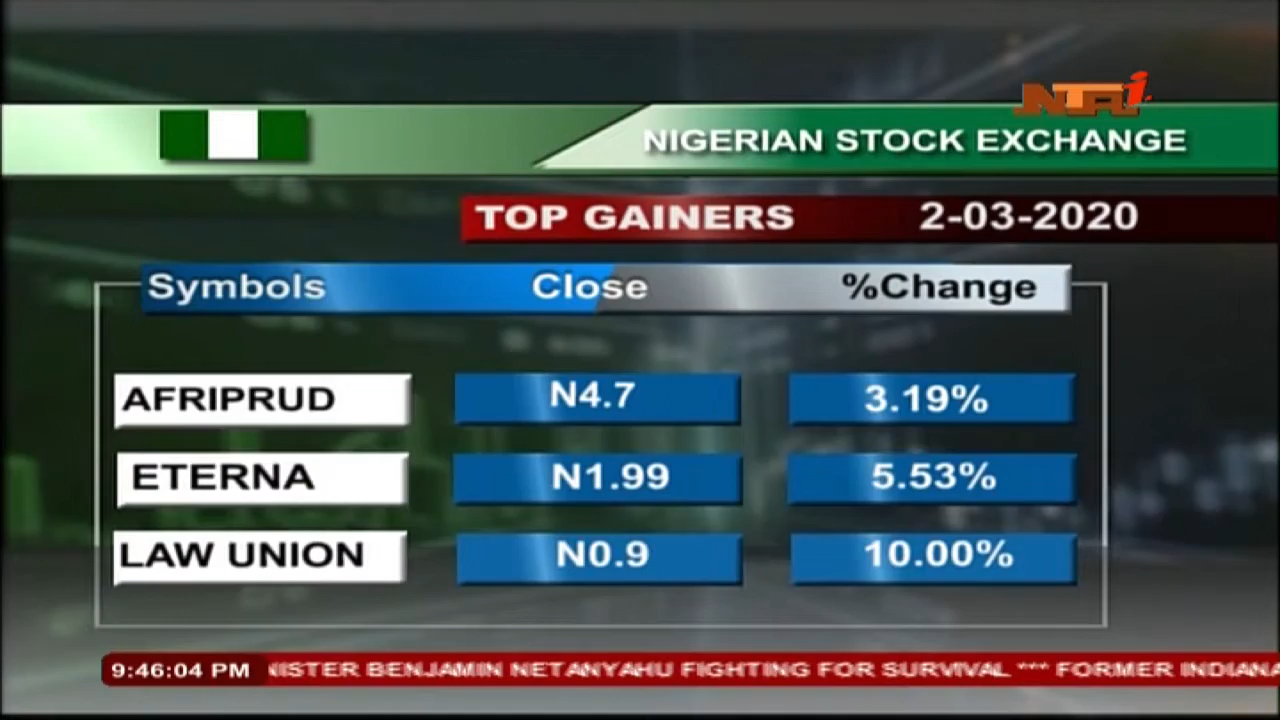 NTAi
NIGERIAN STOCK EXCHANGE
TOP GAINERS 2-03-2020
Symbols Close %Change
AFRIPRUD N4.7 3.19%
ETERNA N1.99 5.53%
LAW UNION N0.9 10.00%
9:46:04 PM NISTER BENJAMIN NETANYAHU FIGHTING FOR SURVIVAL *** FORMER INDIANA